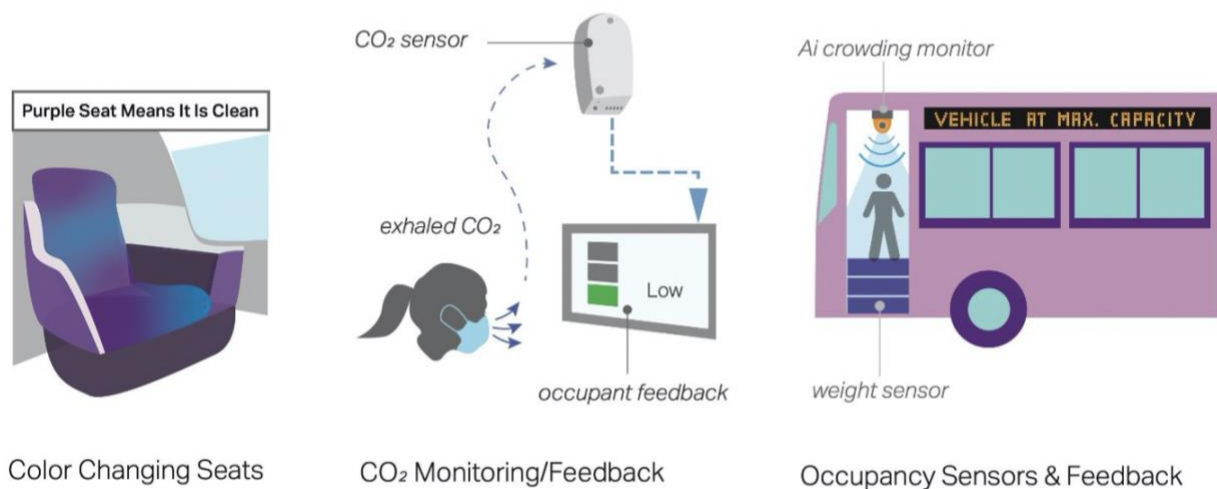 Purple Seat Means It Is Clean
Color Changing Seats
CO₂ sensor
exhaled CO₂
Low
occupant feedback
CO₂ Monitoring/Feedback
Ai crowding monitor
VEHICLE AT MAX. CAPACITY
weight sensor
Occupancy Sensors & Feedback